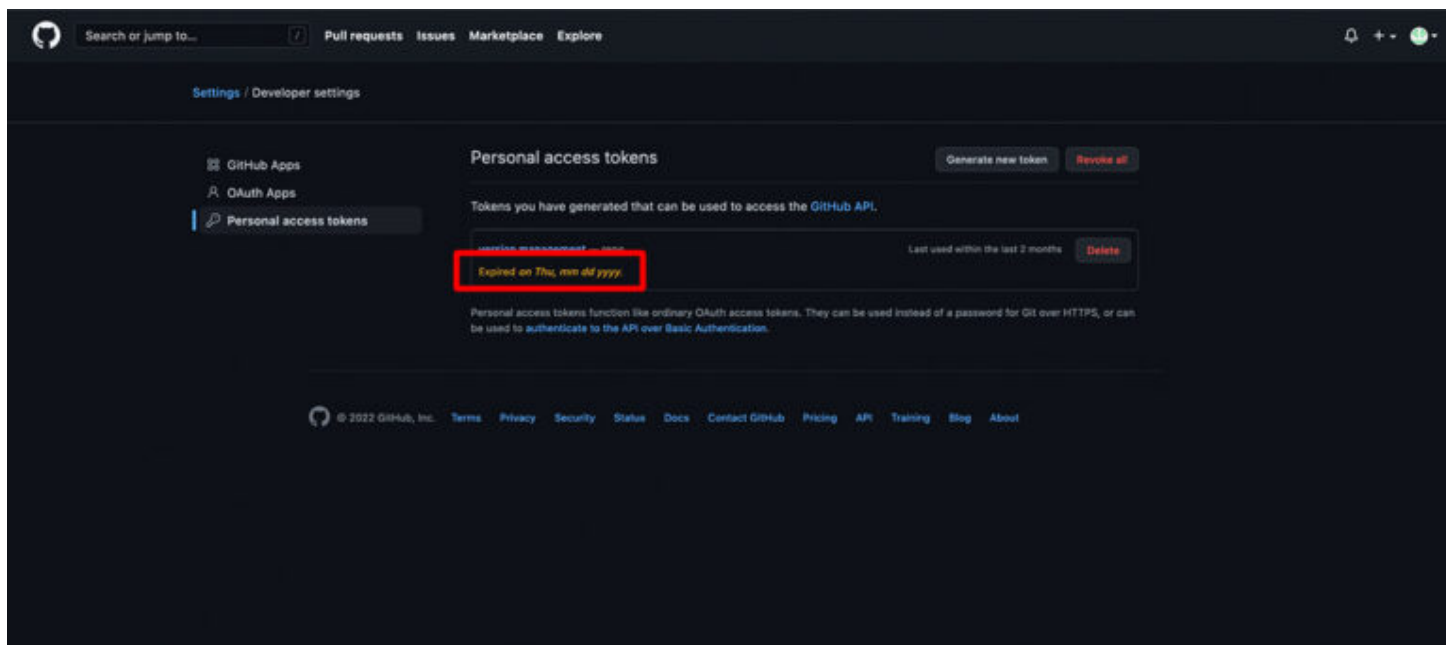 Search or jump to... /
Pull requests Issues Marketplace Explore
Settings / Developer settings
GitHub Apps
OAuth Apps
Personal access tokens
Personal access tokens
Generate new token
Revoke all
Tokens you have generated that can be used to access the GitHub API.
version management — repo
Last used within the last 2 months
Delete
Expired on Thu, mm dd yyyy.
Personal access tokens function like ordinary OAuth access tokens. They can be used instead of a password for Git over HTTPS, or can
be used to authenticate to the API over Basic Authentication.
© 2022 GitHub, Inc. Terms Privacy Security Status Docs Contact GitHub Pricing API Training Blog About